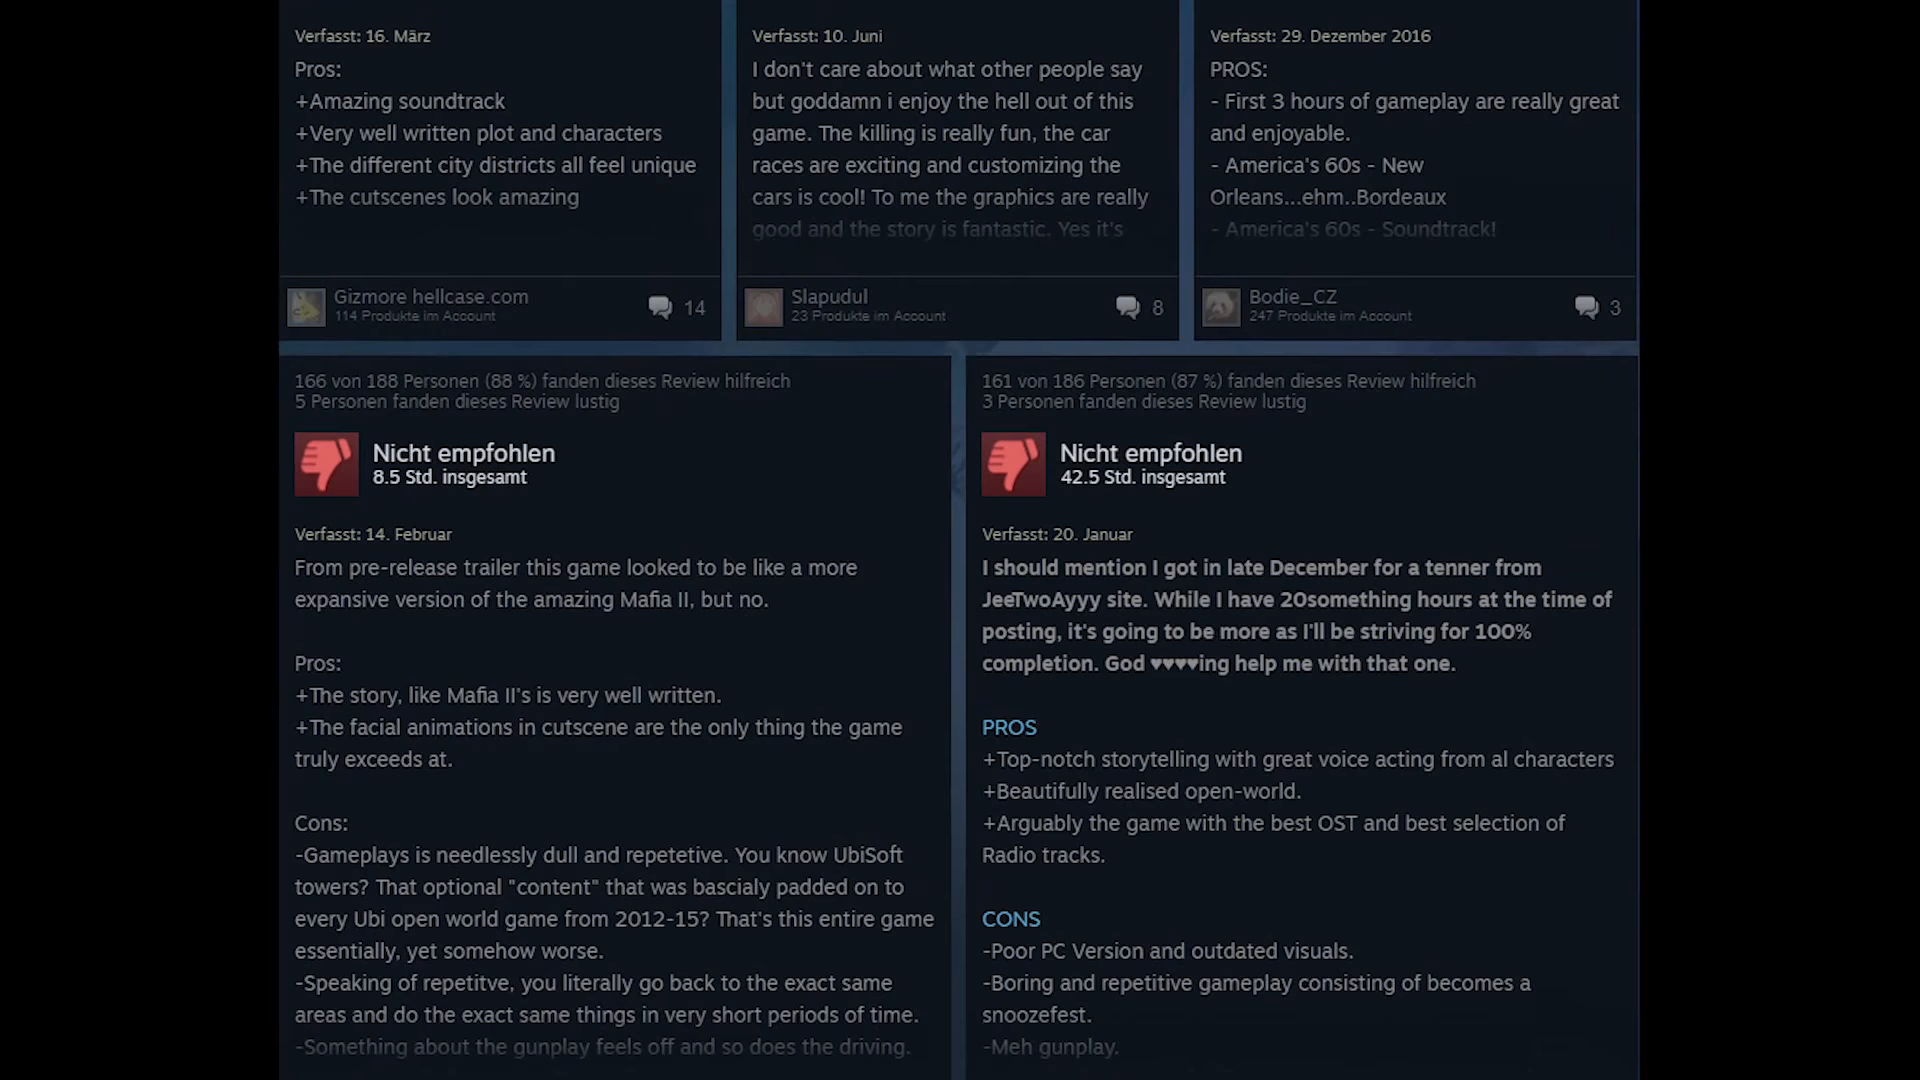 Verfasst: 16. März
Pros:
+Amazing soundtrack
+Very well written plot and characters
+The different city districts all feel unique
+The cutscenes look amazing
Gizmore hellcase.com
114 Produkte im Account
14
Verfasst: 10. Juni
I don't care about what other people say
but goddamn i enjoy the hell out of this
game. The killing is really fun, the car
races are exciting and customizing the
cars is cool! To me the graphics are really
good and the story is fantastic. Yes it's
Slapudul
23 Produkte im Account
8
Verfasst: 29. Dezember 2016
PROS:
- First 3 hours of gameplay are really great
and enjoyable.
- America's 60s - New
Orleans...ehm..Bordeaux
- America's 60s - Soundtrack!
Bodie_CZ
247 Produkte im Account
3
166 von 188 Personen (88 %) fanden dieses Review hilfreich
5 Personen fanden dieses Review lustig
Nicht empfohlen
8.5 Std. insgesamt
Verfasst: 14. Februar
From pre-release trailer this game looked to be like a more
expansive version of the amazing Mafia II, but no.
Pros:
+The story, like Mafia II's is very well written.
+The facial animations in cutscene are the only thing the game
truly exceeds at.
Cons:
-Gameplays is needlessly dull and repetetive. You know UbiSoft
towers? That optional "content" that was bascialy padded on to
every Ubi open world game from 2012-15? That's this entire game
essentially, yet somehow worse.
-Speaking of repetitve, you literally go back to the exact same
areas and do the exact same things in very short periods of time.
-Something about the gunplay feels off and so does the driving.
161 von 186 Personen (87 %) fanden dieses Review hilfreich
3 Personen fanden dieses Review lustig
Nicht empfohlen
42.5 Std. insgesamt
Verfasst: 20. Januar
I should mention I got in late December for a tenner from
JeeTwoAyyy site. While I have 20something hours at the time of
posting, it's going to be more as I'll be striving for 100%
completion. God ♥♥♥♥ing help me with that one.
PROS
+Top-notch storytelling with great voice acting from al characters
+Beautifully realised open-world.
+Arguably the game with the best OST and best selection of
Radio tracks.
CONS
-Poor PC Version and outdated visuals.
-Boring and repetitive gameplay consisting of becomes a
snoozefest.
-Meh gunplay.